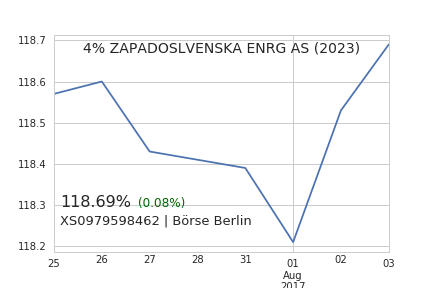 4% ZAPADOSLVENSKA ENRG AS (2023)
118.7
118.6
118.5
118.4
118.3
118.2
118.69% (0.08%)
XS0979598462 | Börse Berlin
25 26 27 28 31 01 02 03
Aug
2017